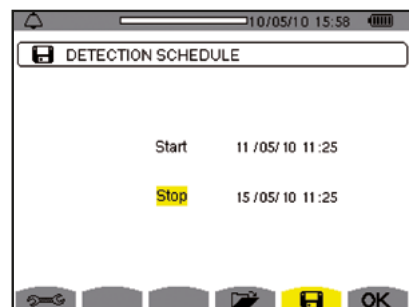 10/05/10 15:58
DETECTION SCHEDULE
Start 11 /05/ 10 11 :25
Stop 15 /05/ 10 11 :25
OK